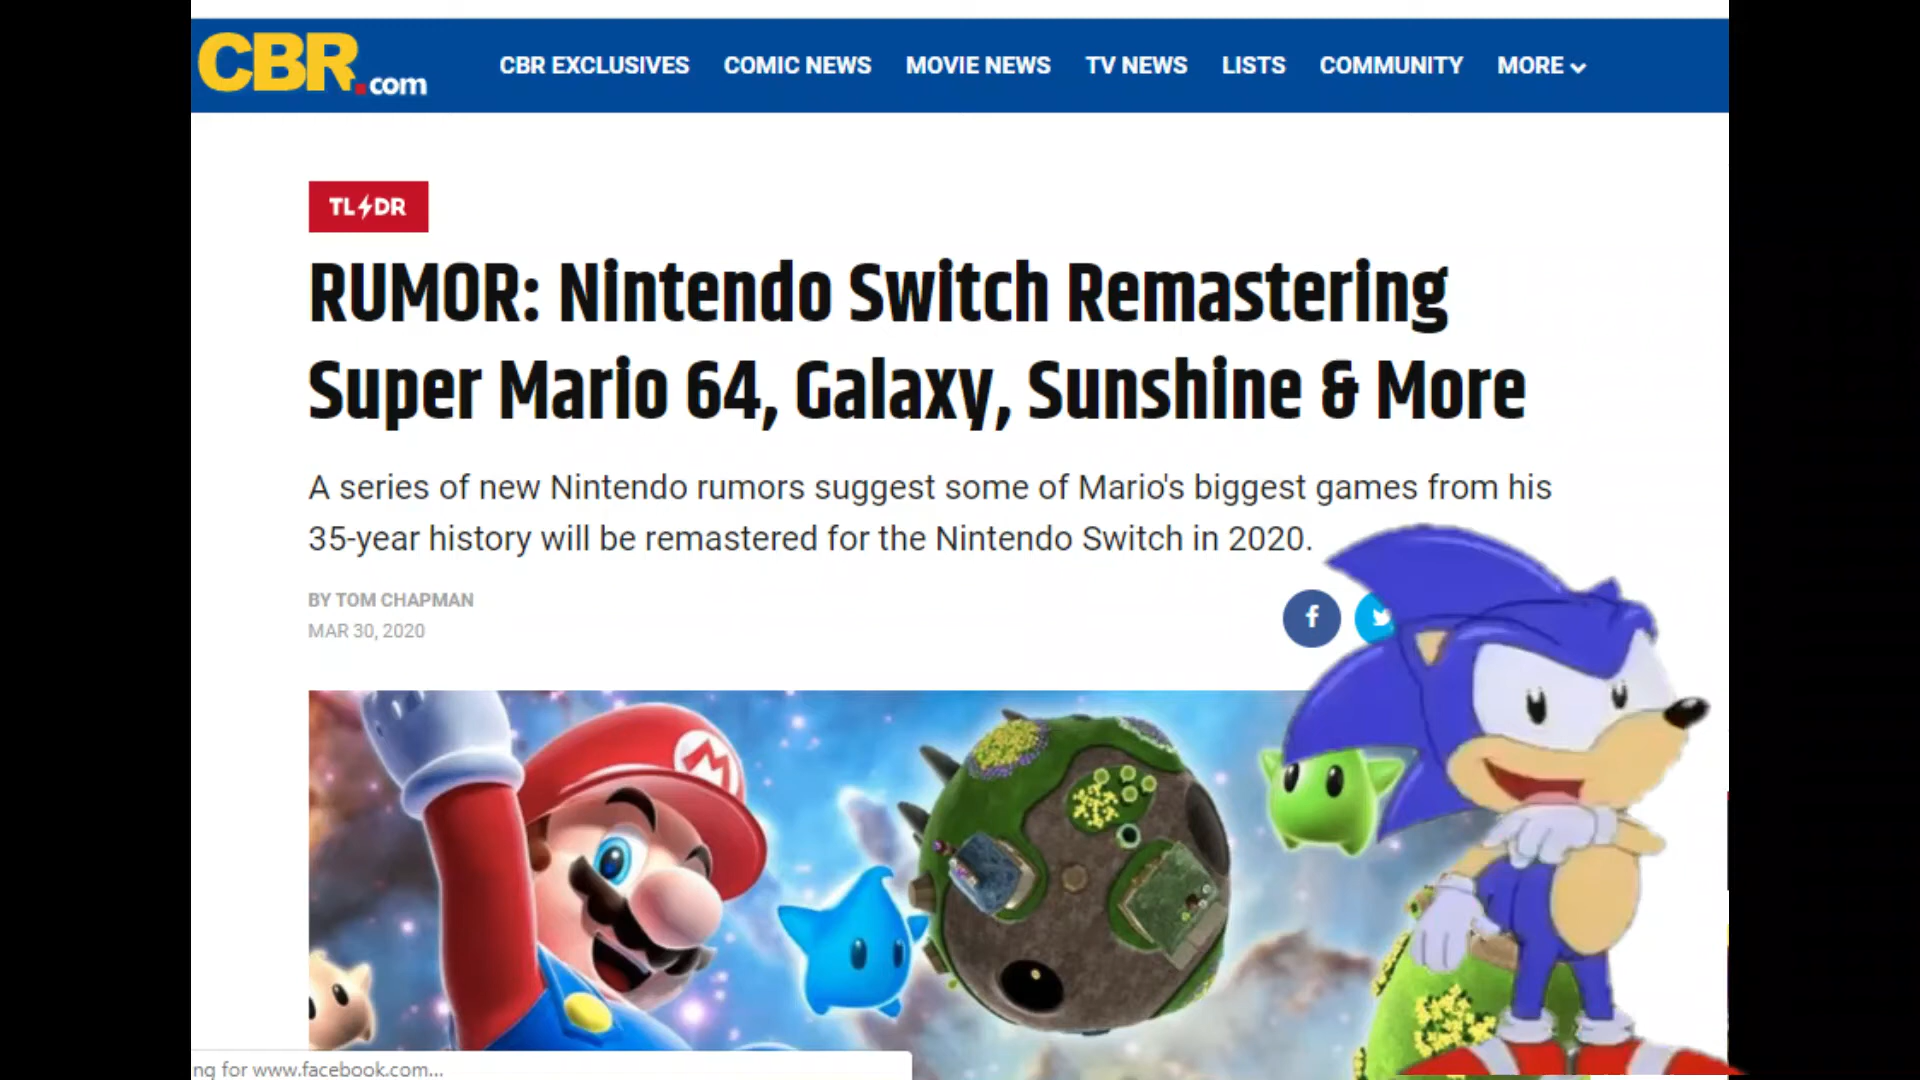 CBR.com
CBR EXCLUSIVES COMIC NEWS MOVIE NEWS TV NEWS LISTS COMMUNITY MORE
TL DR
RUMOR: Nintendo Switch Remastering
Super Mario 64, Galaxy, Sunshine & More
A series of new Nintendo rumors suggest some of Mario's biggest games from his
35-year history will be remastered for the Nintendo Switch in 2020.
BY TOM CHAPMAN
MAR 30, 2020
f
M
ng for www.facebook.com...